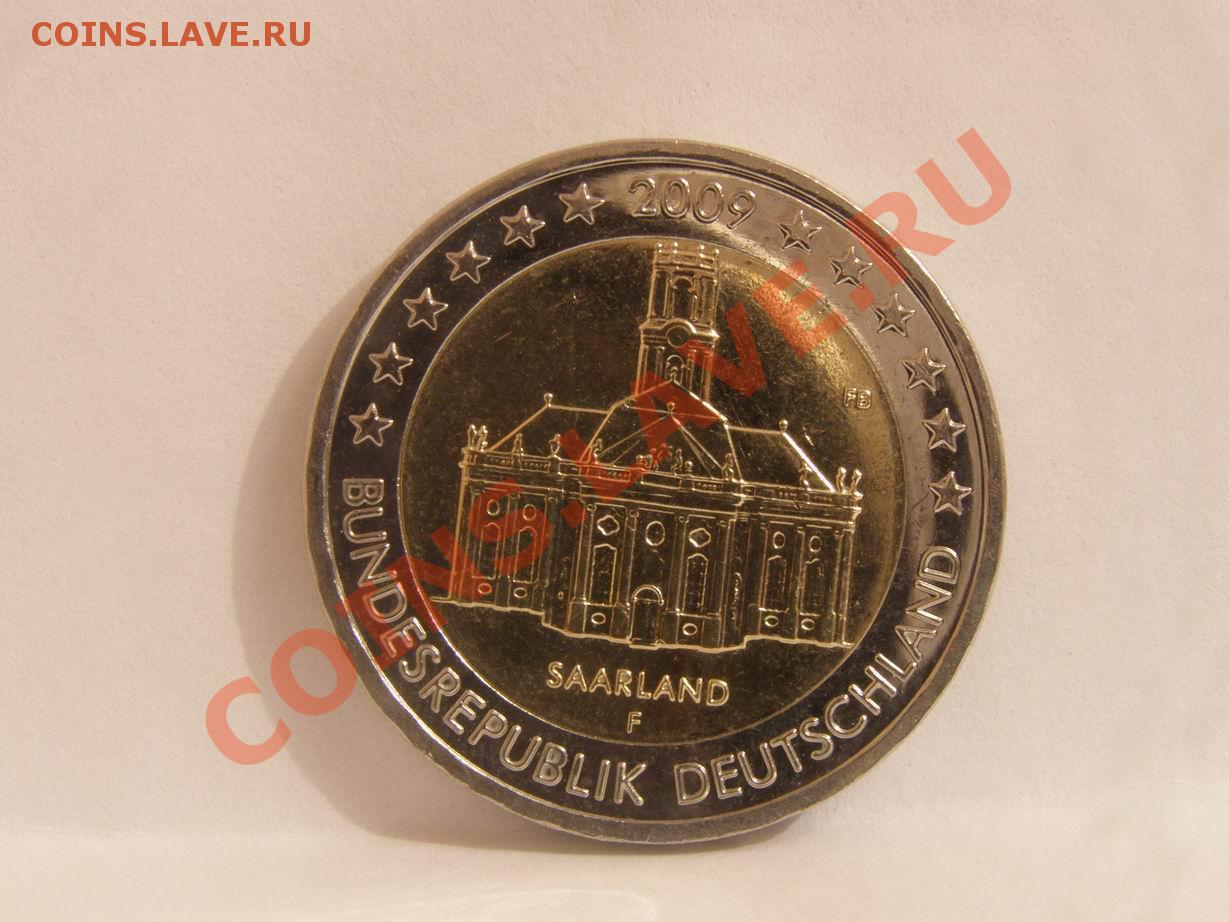 COINS.LAVE.RU
2009
FB
SAARLAND
F
BUNDESREPUBLIK DEUTSCHLAND
COINS.LAVE.RU